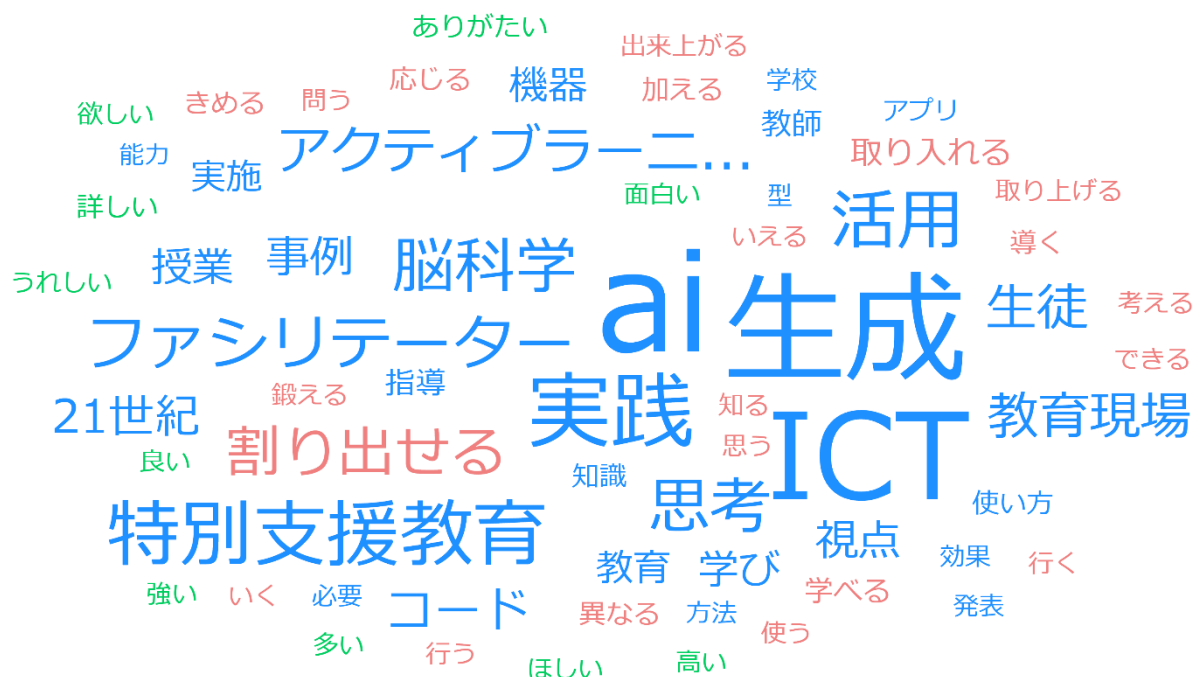 ありがたい
出来上がる
応じる
機器
加える
学校
欲しい
きめる
問う
アプリ
教師
アクティブラーニ...
能力
実施
取り入れる
詳しい
面白い
型
取り上げる
活用
いえる
導く
授業
事例
脳科学
うれしい
ai
生成
生徒
考える
ファシリテーター
できる
指導
鍛える
実践
知る
21世紀
割り出せる
思う
ICT
教育現場
良い
知識
思考
使い方
特別支援教育
視点
教育
学び
効果
行く
強い
いく
必要
コード
異なる
方法
学べる
発表
多い
行う
使う
ほしい
高い